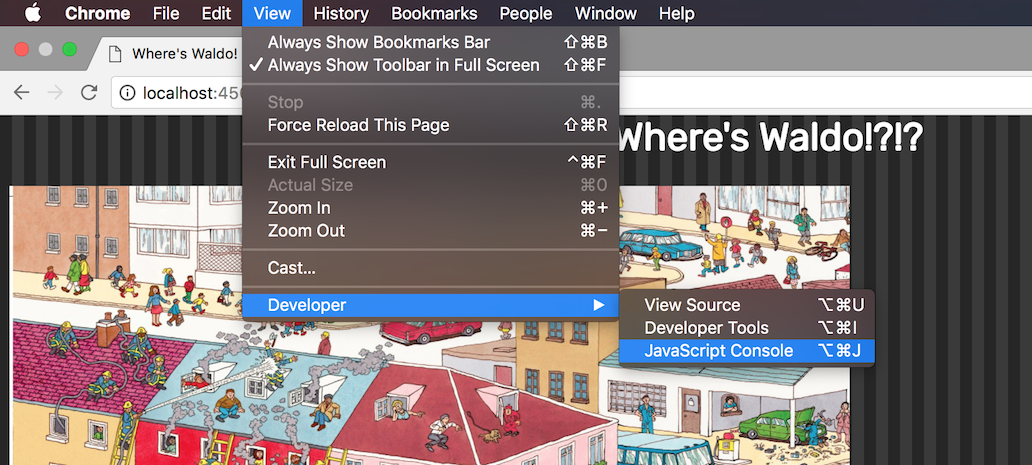 Chrome File Edit View History Bookmarks People Window Help
Where's Waldo!
localhost:45
Always Show Bookmarks Bar ⇧⌘B
✓ Always Show Toolbar in Full Screen ⇧⌘F
Stop ⌘.
Force Reload This Page ⇧⌘R
Exit Full Screen ^⌘F
Actual Size ⌘0
Zoom In ⌘+
Zoom Out ⌘−
Cast...
Developer ▶
View Source ⌥⌘U
Developer Tools ⌥⌘I
JavaScript Console ⌥⌘J
Where's Waldo!?!?